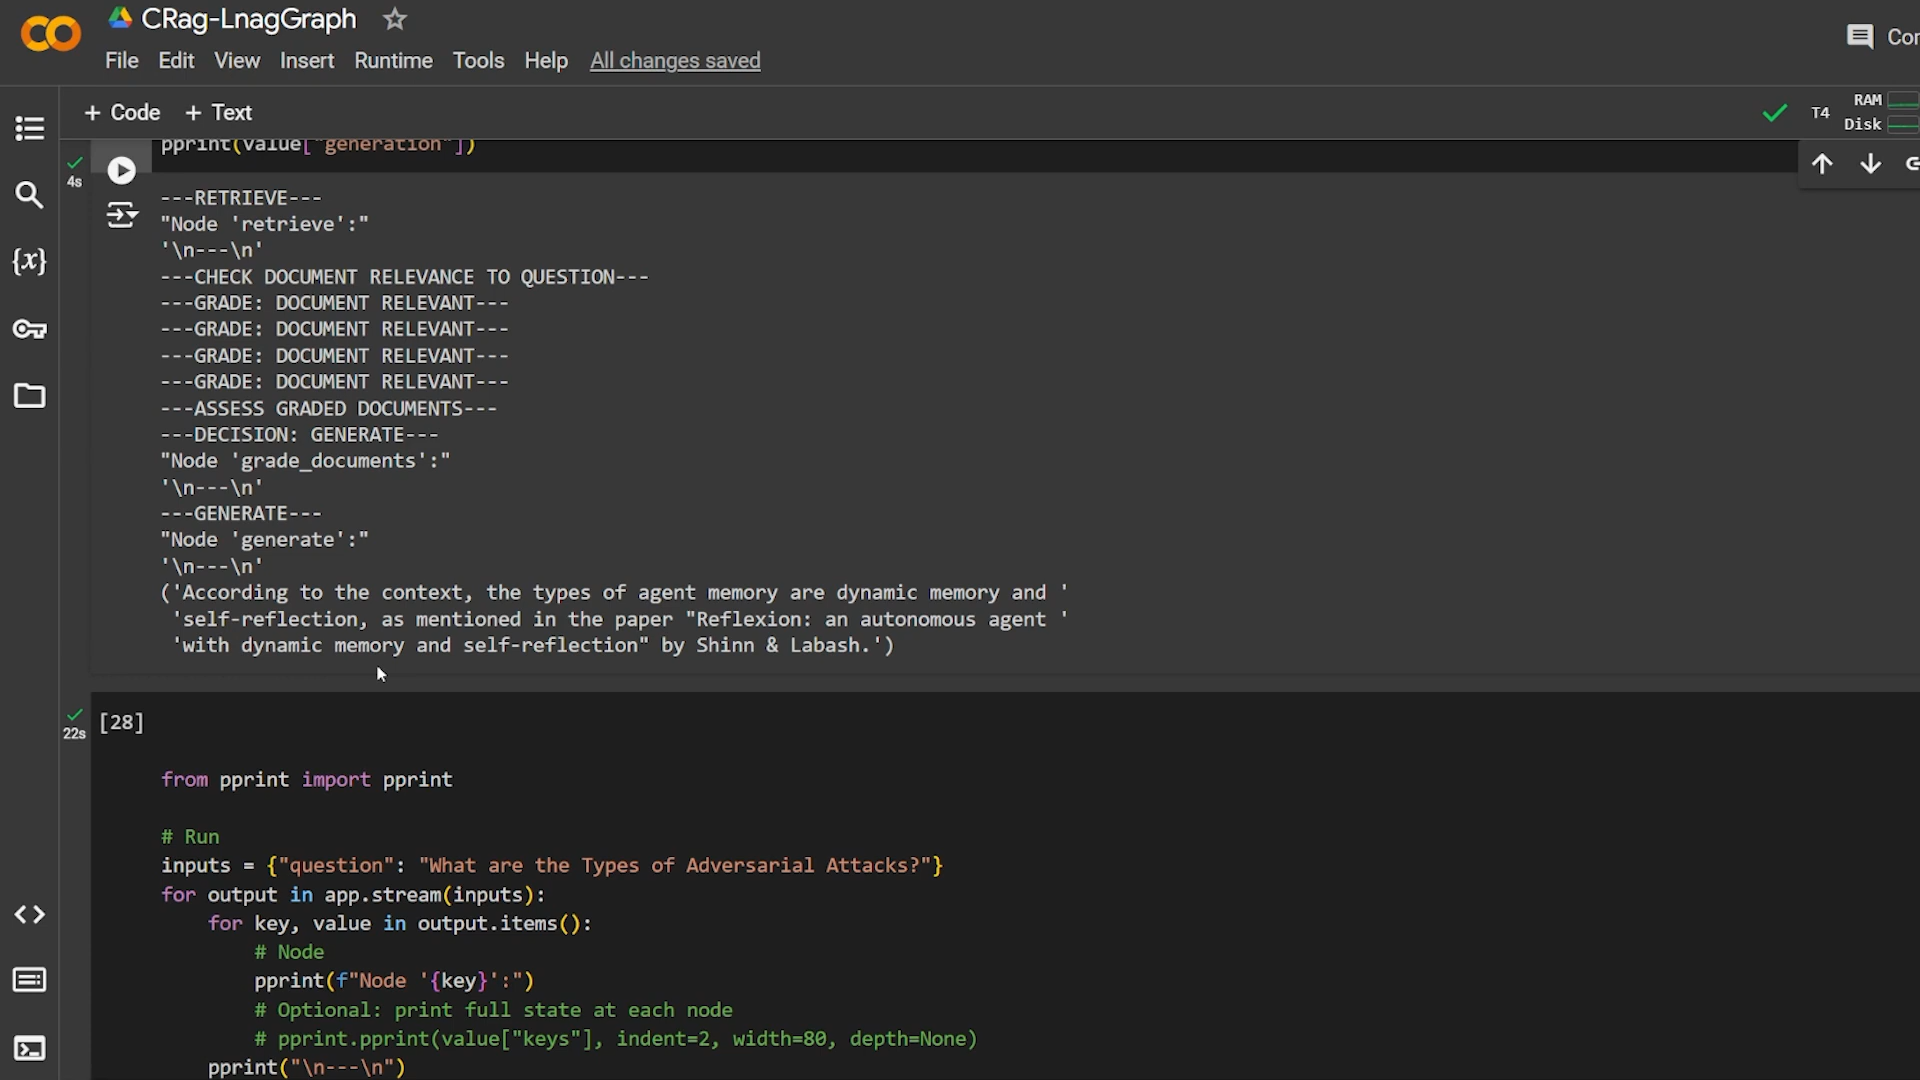 CRag-LnagGraph
File Edit View Insert Runtime Tools Help All changes saved
+ Code + Text
T4
RAM
Disk
pprint(value["generation"])
4s
---RETRIEVE---
"Node 'retrieve':"
'\n---\n'
---CHECK DOCUMENT RELEVANCE TO QUESTION---
---GRADE: DOCUMENT RELEVANT---
---GRADE: DOCUMENT RELEVANT---
---GRADE: DOCUMENT RELEVANT---
---GRADE: DOCUMENT RELEVANT---
---ASSESS GRADED DOCUMENTS---
---DECISION: GENERATE---
"Node 'grade_documents':"
'\n---\n'
---GENERATE---
"Node 'generate':"
'\n---\n'
('According to the context, the types of agent memory are dynamic memory and '
'self-reflection, as mentioned in the paper "Reflexion: an autonomous agent '
'with dynamic memory and self-reflection" by Shinn & Labash.')
22s
[28]
from pprint import pprint
# Run
inputs = {"question": "What are the Types of Adversarial Attacks?"}
for output in app.stream(inputs):
for key, value in output.items():
# Node
pprint(f"Node '{key}':")
# Optional: print full state at each node
# pprint.pprint(value["keys"], indent=2, width=80, depth=None)
pprint("\n---\n")